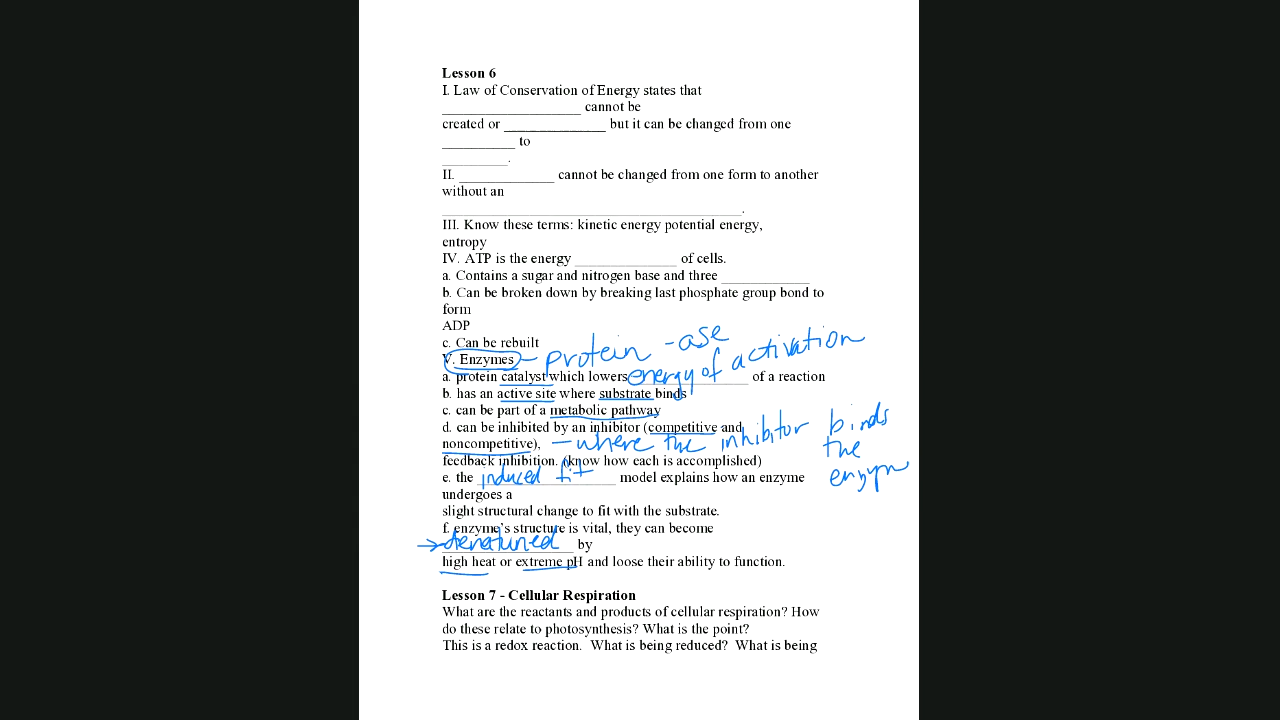 Lesson 6
I. Law of Conservation of Energy states that
____________________ cannot be
created or ______________ but it can be changed from one
__________ to
_________.
II. _____________ cannot be changed from one form to another
without an
__________________________________________.
III. Know these terms: kinetic energy potential energy,
entropy
IV. ATP is the energy ______________ of cells.
a. Contains a sugar and nitrogen base and three ____________
b. Can be broken down by breaking last phosphate group bond to
form
ADP
c. Can be rebuilt
V. Enzymes - protein -ase
a. protein catalyst which lowers energy of activation of a reaction
b. has an active site where substrate binds
c. can be part of a metabolic pathway
d. can be inhibited by an inhibitor (competitive and
noncompetitive), - where the inhibitor binds the
feedback inhibition. (know how each is accomplished)
e. the induced fit model explains how an enzyme
undergoes a
slight structural change to fit with the substrate.
f. enzyme's structure is vital, they can become
→ denatured by
high heat or extreme pH and loose their ability to function.
Lesson 7 - Cellular Respiration
What are the reactants and products of cellular respiration? How
do these relate to photosynthesis? What is the point?
This is a redox reaction. What is being reduced? What is being